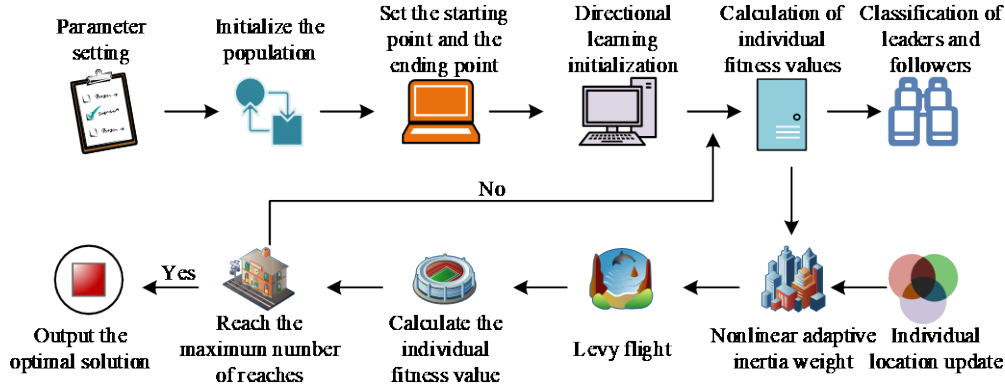 Parameter
setting
Initialize the
population
Set the starting
point and the
ending point
Directional
learning
initialization
Calculation of
individual
fitness values
Classification of
leaders and
followers
No
Yes
Output the
optimal solution
Reach the
maximum number
of reaches
Calculate the
individual
fitness value
Levy flight
Nonlinear adaptive
inertia weight
Individual
location update